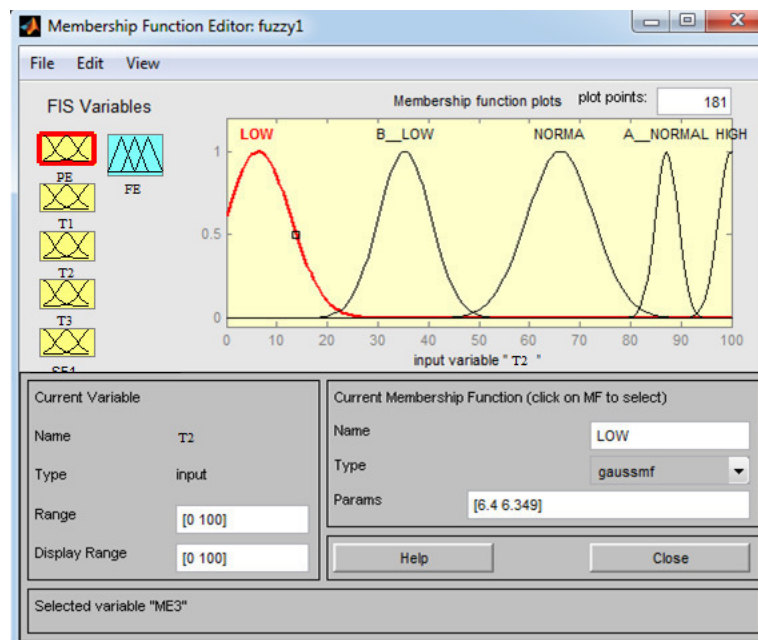 Membership Function Editor: fuzzy1
File Edit View
FIS Variables
Membership function plots plot points: 181
PE
FE
T1
T2
T3
LOW B__LOW NORMA A__NORMAL HIGH
1
0.5
0
0 10 20 30 40 50 60 70 80 90 100
input variable " T2 "
Current Variable
Name T2
Type input
Range [0 100]
Display Range [0 100]
Current Membership Function (click on MF to select)
Name LOW
Type gaussmf
Params [6.4 6.349]
Help Close
Selected variable "ME3"